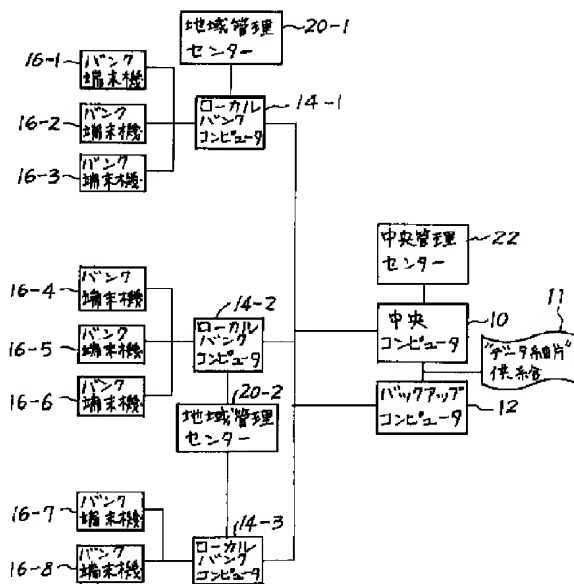 地域管理
センター
20-1
16-1
バンク
端末機
ローカル
バンク
コンピュータ
14-1
16-2
バンク
端末機
16-3
バンク
端末機
中央管理
センター
22
16-4
バンク
端末機
14-2
ローカル
バンク
コンピュータ
中央
コンピュータ
10
11
"データ細片"
供給
16-5
バンク
端末機
16-6
バンク
端末機
20-2
地域管理
センター
バックアップ
コンピュータ
12
16-7
バンク
端末機
14-3
ローカル
バンク
コンピュータ
16-8
バンク
端末機